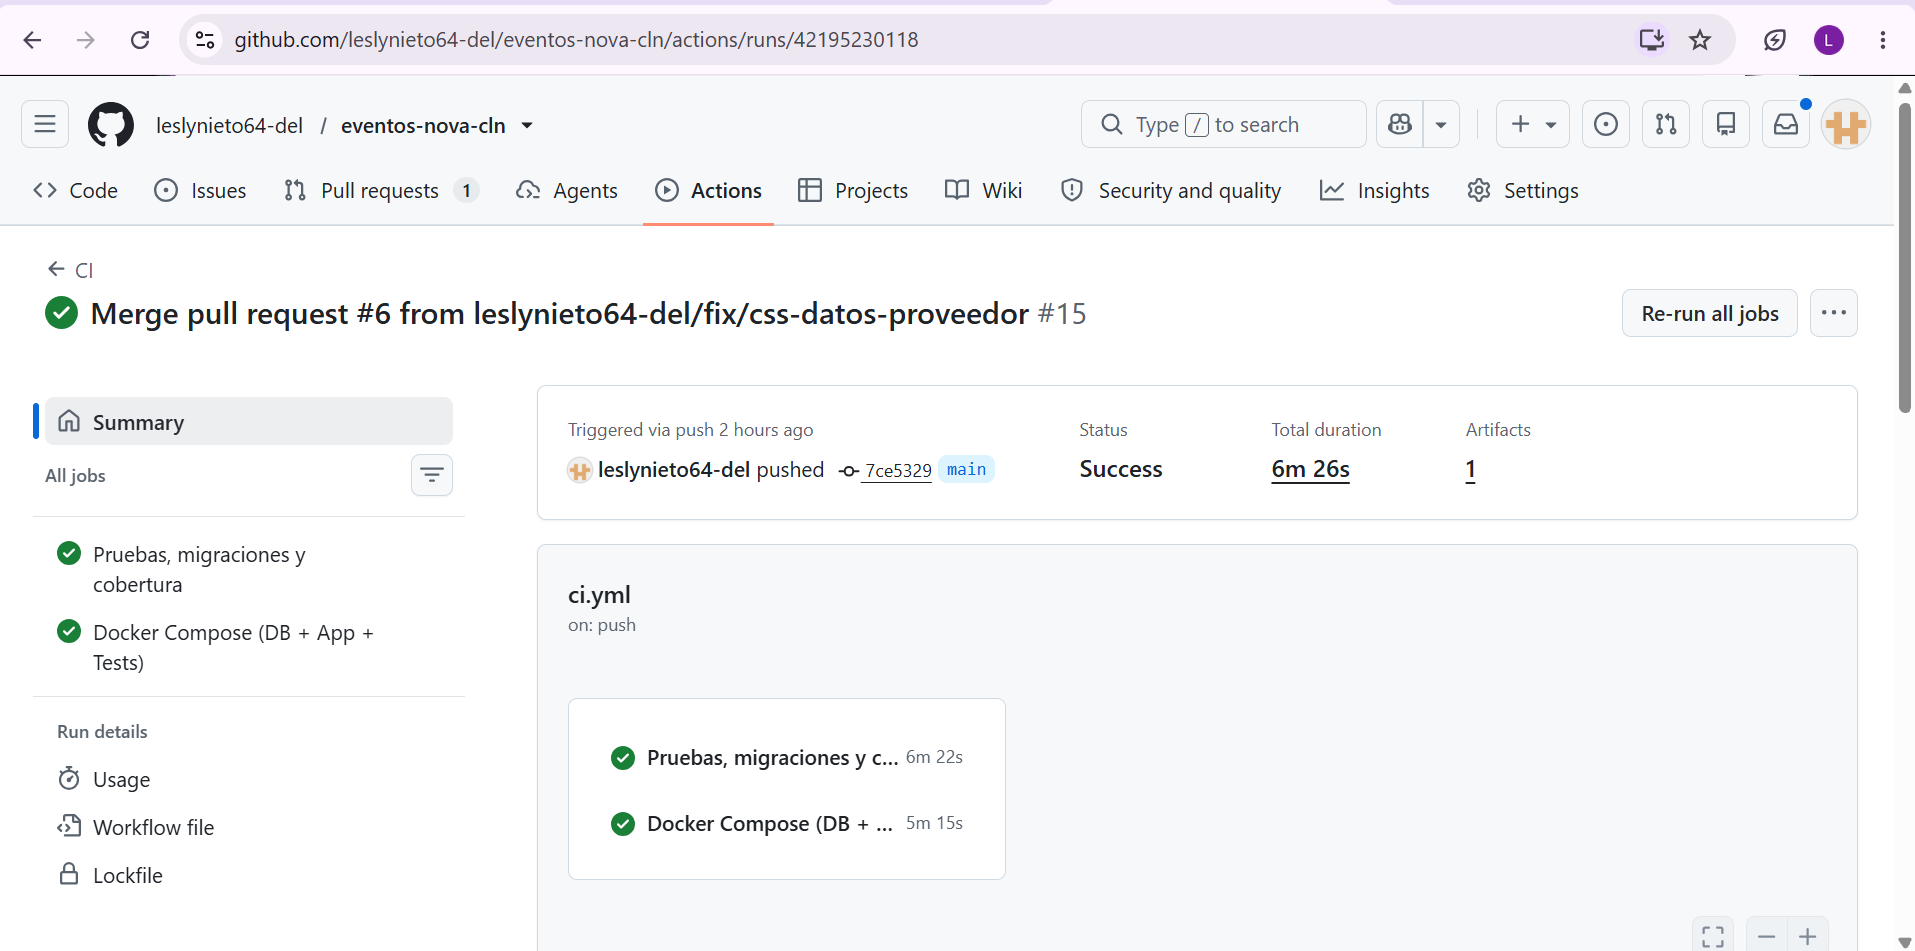 github.com/leslynieto64-del/eventos-nova-cln/actions/runs/42195230118
L
leslynieto64-del / eventos-nova-cln
Type / to search
Code Issues Pull requests 1 Agents Actions Projects Wiki Security and quality Insights Settings
CI
Merge pull request #6 from leslynieto64-del/fix/css-datos-proveedor #15
Re-run all jobs
Summary
All jobs
Pruebas, migraciones y
cobertura
Docker Compose (DB + App +
Tests)
Run details
Usage
Workflow file
Lockfile
Triggered via push 2 hours ago
leslynieto64-del pushed 7ce5329 main
Status
Success
Total duration
6m 26s
Artifacts
1
ci.yml
on: push
Pruebas, migraciones y c... 6m 22s
Docker Compose (DB + ... 5m 15s